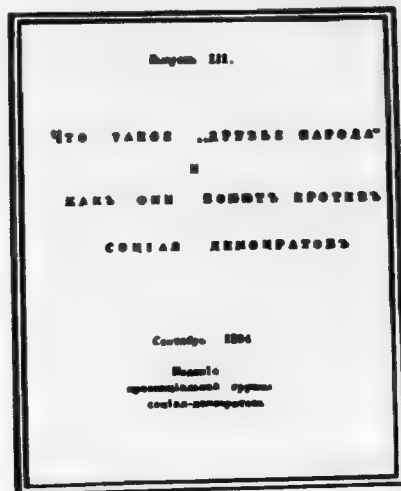 Выпускъ III.
Что такое „друзья народа“
и
какъ они воюютъ противъ
соціал демократовъ
Сентябрь 1894
Изданіе
провинціальной группы
соціал-демократовъ